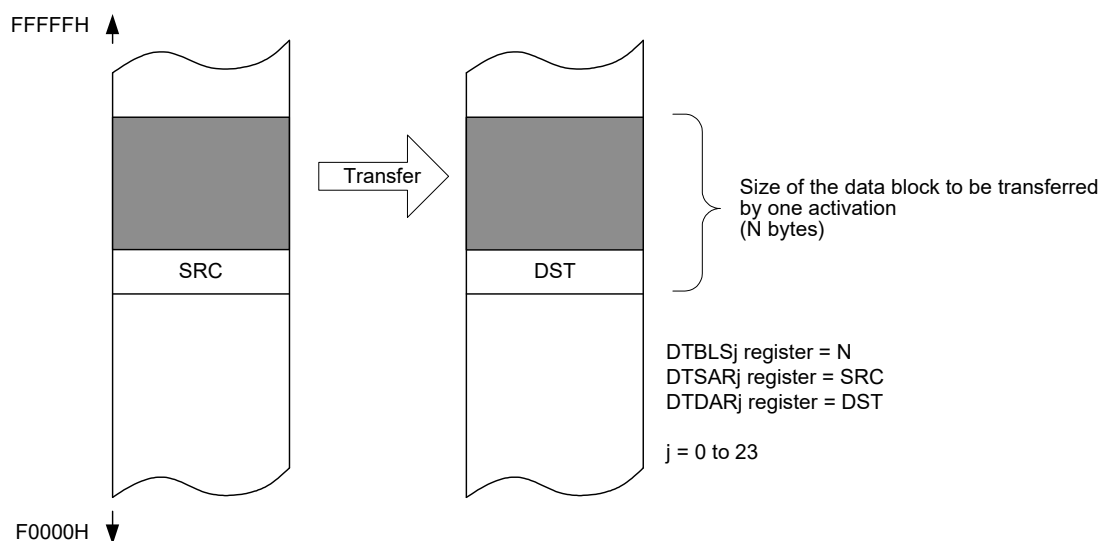 FFFFFH
Transfer
Size of the data block to be transferred
by one activation
(N bytes)
SRC
DST
DTBLSj register = N
DTSARj register = SRC
DTDARj register = DST
j = 0 to 23
F0000H